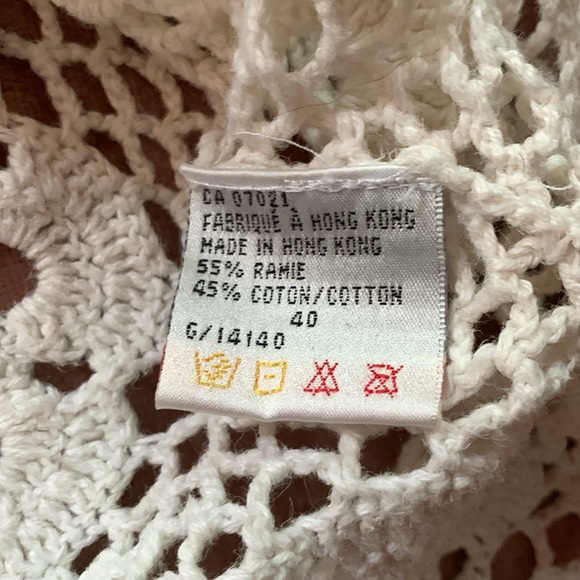 CA 07021
FABRIQUÉ À HONG KONG
MADE IN HONG KONG
55% RAMIE
45% COTON/COTTON
40
G/14140